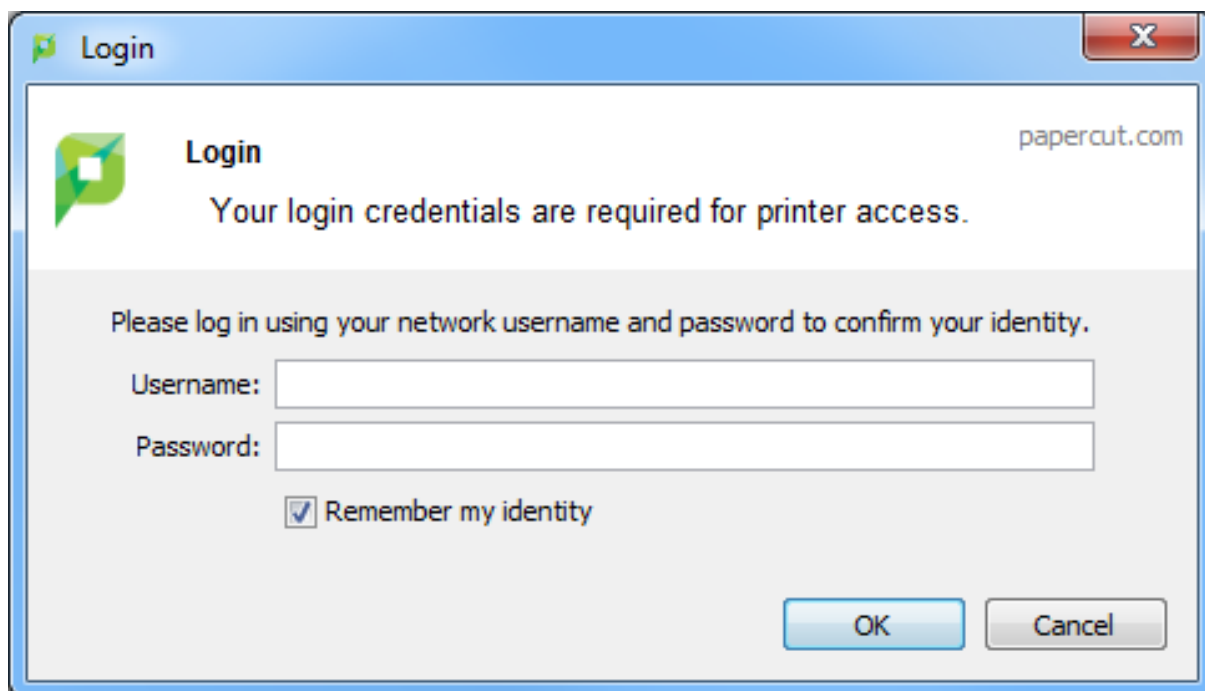 Login
papercut.com
Login
Your login credentials are required for printer access.
Please log in using your network username and password to confirm your identity.
Username:
Password:
Remember my identity
OK Cancel